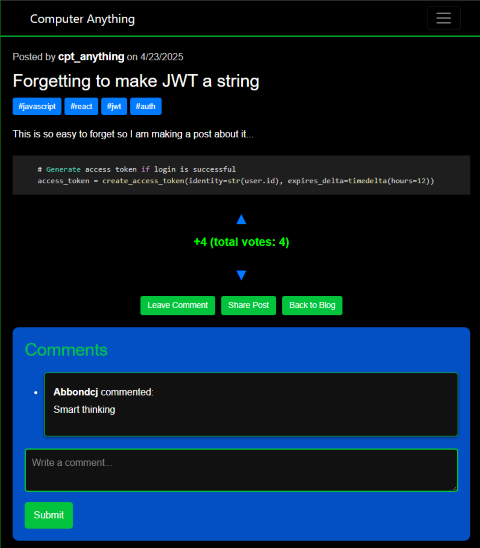 Computer Anything
Posted by cpt_anything on 4/23/2025
Forgetting to make JWT a string
#javascript #react #jwt #auth
This is so easy to forget so I am making a post about it...
# Generate access token if login is successful
access_token = create_access_token(identity=str(user.id), expires_delta=timedelta(hours=12))
+4 (total votes: 4)
Leave Comment Share Post Back to Blog
Comments
Abbondcj commented:
Smart thinking
Write a comment...
Submit